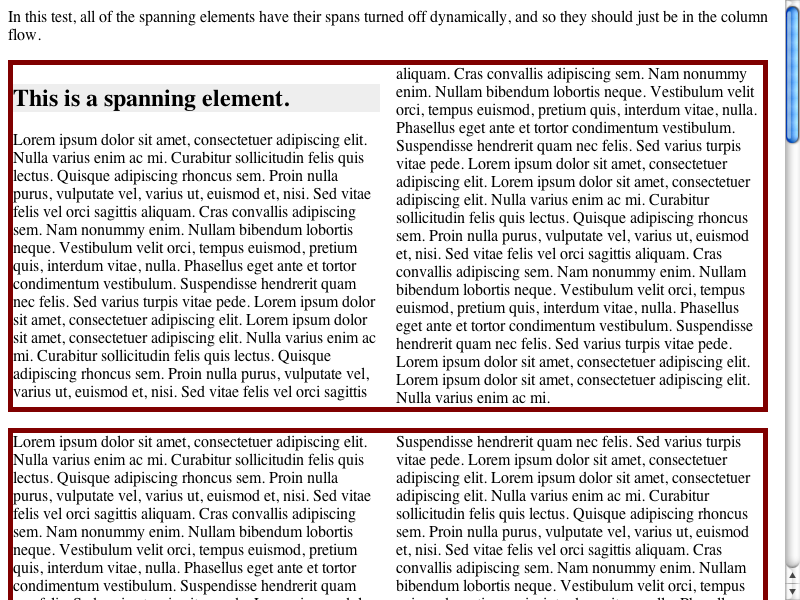 In this test, all of the spanning elements have their spans turned off dynamically, and so they should just be in the column
flow.
This is a spanning element.
Lorem ipsum dolor sit amet, consectetuer adipiscing elit.
Nulla varius enim ac mi. Curabitur sollicitudin felis quis
lectus. Quisque adipiscing rhoncus sem. Proin nulla
purus, vulputate vel, varius ut, euismod et, nisi. Sed vitae
felis vel orci sagittis aliquam. Cras convallis adipiscing
sem. Nam nonummy enim. Nullam bibendum lobortis
neque. Vestibulum velit orci, tempus euismod, pretium
quis, interdum vitae, nulla. Phasellus eget ante et tortor
condimentum vestibulum. Suspendisse hendrerit quam
nec felis. Sed varius turpis vitae pede. Lorem ipsum dolor
sit amet, consectetuer adipiscing elit. Lorem ipsum dolor
sit amet, consectetuer adipiscing elit. Nulla varius enim ac
mi. Curabitur sollicitudin felis quis lectus. Quisque
adipiscing rhoncus sem. Proin nulla purus, vulputate vel,
varius ut, euismod et, nisi. Sed vitae felis vel orci sagittis
aliquam. Cras convallis adipiscing sem. Nam nonummy
enim. Nullam bibendum lobortis neque. Vestibulum velit
orci, tempus euismod, pretium quis, interdum vitae, nulla.
Phasellus eget ante et tortor condimentum vestibulum.
Suspendisse hendrerit quam nec felis. Sed varius turpis
vitae pede. Lorem ipsum dolor sit amet, consectetuer
adipiscing elit. Lorem ipsum dolor sit amet, consectetuer
adipiscing elit. Nulla varius enim ac mi. Curabitur
sollicitudin felis quis lectus. Quisque adipiscing rhoncus
sem. Proin nulla purus, vulputate vel, varius ut, euismod
et, nisi. Sed vitae felis vel orci sagittis aliquam. Cras
convallis adipiscing sem. Nam nonummy enim. Nullam
bibendum lobortis neque. Vestibulum velit orci, tempus
euismod, pretium quis, interdum vitae, nulla. Phasellus
eget ante et tortor condimentum vestibulum. Suspendisse
hendrerit quam nec felis. Sed varius turpis vitae pede.
Lorem ipsum dolor sit amet, consectetuer adipiscing elit.
Lorem ipsum dolor sit amet, consectetuer adipiscing elit.
Nulla varius enim ac mi.
Lorem ipsum dolor sit amet, consectetuer adipiscing elit.
Nulla varius enim ac mi. Curabitur sollicitudin felis quis
lectus. Quisque adipiscing rhoncus sem. Proin nulla
purus, vulputate vel, varius ut, euismod et, nisi. Sed vitae
felis vel orci sagittis aliquam. Cras convallis adipiscing
sem. Nam nonummy enim. Nullam bibendum lobortis
neque. Vestibulum velit orci, tempus euismod, pretium
quis, interdum vitae, nulla. Phasellus eget ante et tortor
condimentum vestibulum. Suspendisse hendrerit quam
Suspendisse hendrerit quam nec felis. Sed varius turpis
vitae pede. Lorem ipsum dolor sit amet, consectetuer
adipiscing elit. Lorem ipsum dolor sit amet, consectetuer
adipiscing elit. Nulla varius enim ac mi. Curabitur
sollicitudin felis quis lectus. Quisque adipiscing rhoncus
sem. Proin nulla purus, vulputate vel, varius ut, euismod
et, nisi. Sed vitae felis vel orci sagittis aliquam. Cras
convallis adipiscing sem. Nam nonummy enim. Nullam
bibendum lobortis neque. Vestibulum velit orci, tempus